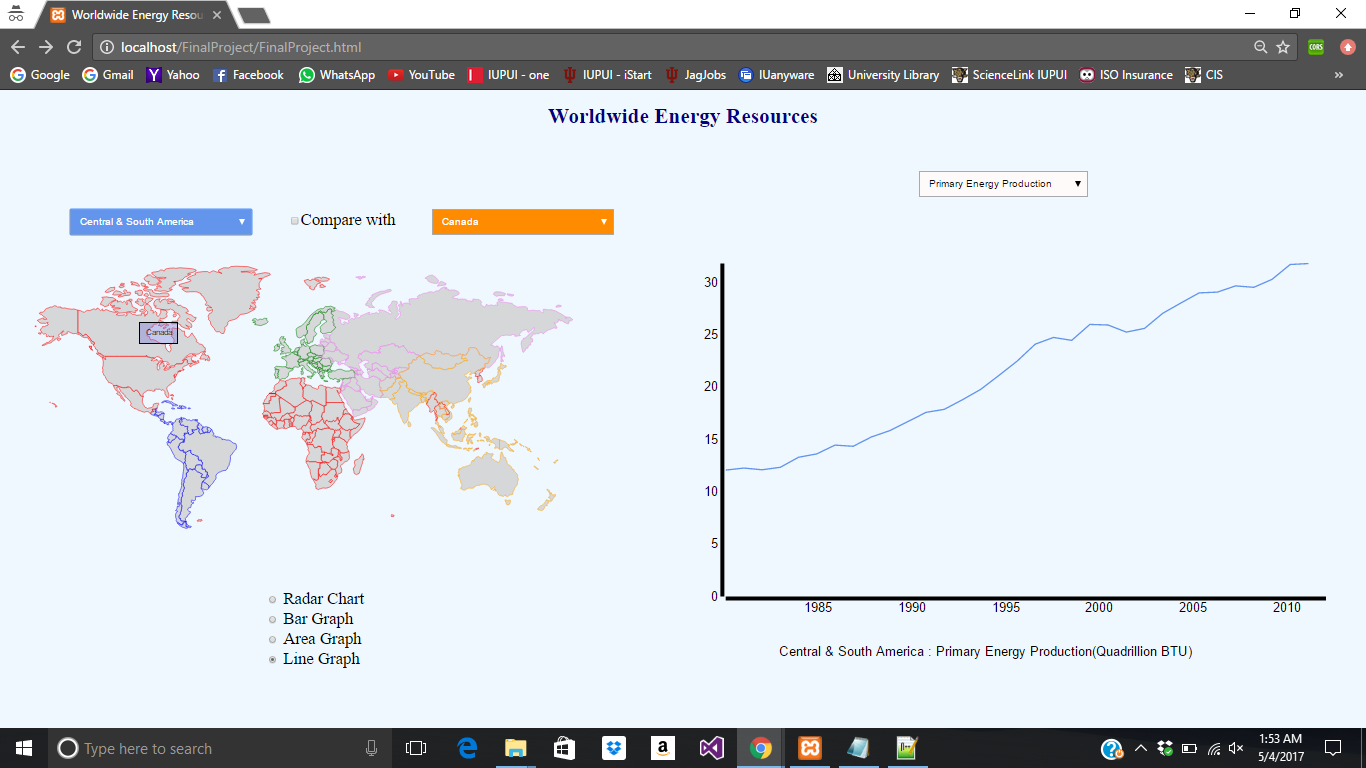 Worldwide Energy Resou
localhost/FinalProject/FinalProject.html
CORS
Google Gmail Yahoo Facebook WhatsApp YouTube IUPUI - one IUPUI - iStart JagJobs IUanyware University Library ScienceLink IUPUI ISO Insurance CIS »
Worldwide Energy Resources
Primary Energy Production
Central & South America
Compare with
Canada
Canada
30
25
20
15
10
5
0
1985 1990 1995 2000 2005 2010
Central & South America : Primary Energy Production(Quadrillion BTU)
Radar Chart
Bar Graph
Area Graph
Line Graph
Type here to search
1:53 AM
5/4/2017